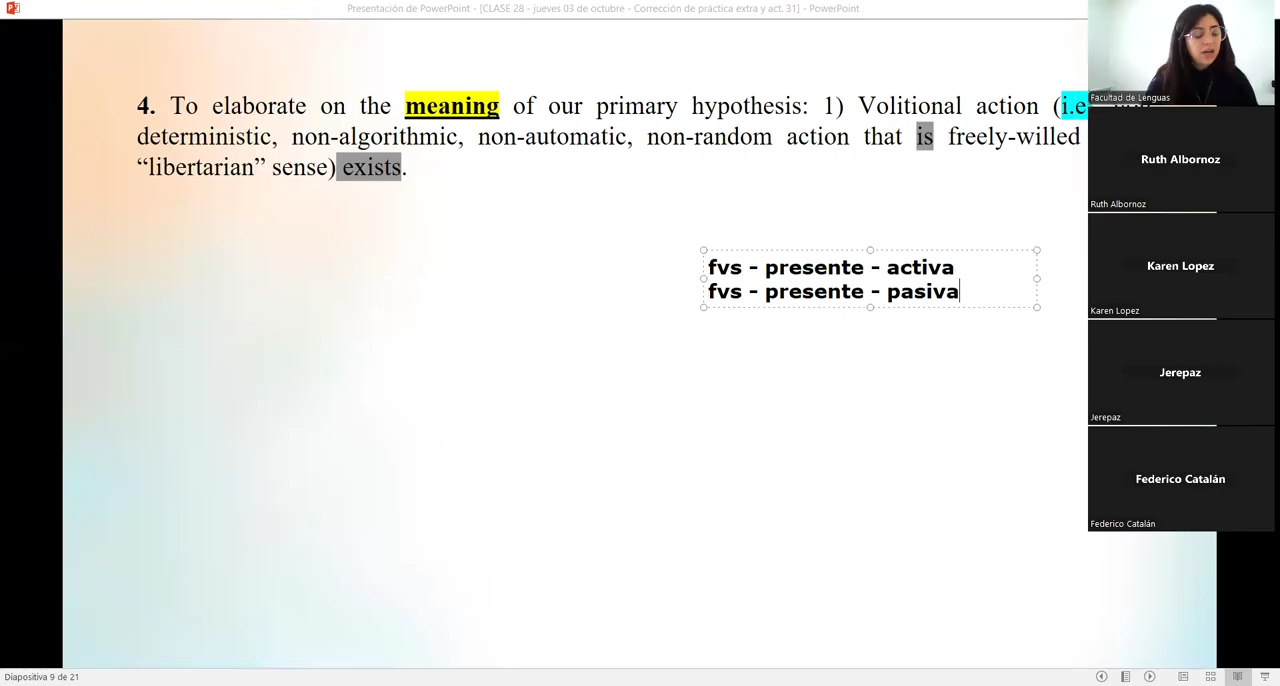 Presentación de PowerPoint - [CLASE 28 - jueves 03 de octubre - Corrección de práctica extra y act. 31] - PowerPoint
4. To elaborate on the meaning of our primary hypothesis: 1) Volitional action (i.e
deterministic, non-algorithmic, non-automatic, non-random action that is freely-willed
“libertarian” sense) exists.
fvs - presente - activa
fvs - presente - pasiva
Facultad de Lenguas
Ruth Albornoz
Ruth Albornoz
Karen Lopez
Karen Lopez
Jerepaz
Jerepaz
Federico Catalán
Federico Catalán
Diapositiva 9 de 21